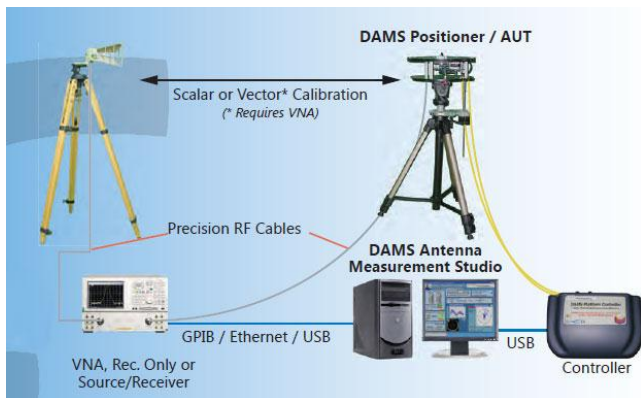 DAMS Positioner / AUT
Scalar or Vector* Calibration
(* Requires VNA)
Precision RF Cables
DAMS Antenna
Measurement Studio
GPIB / Ethernet / USB
USB
VNA, Rec. Only or
Source/Receiver
Controller